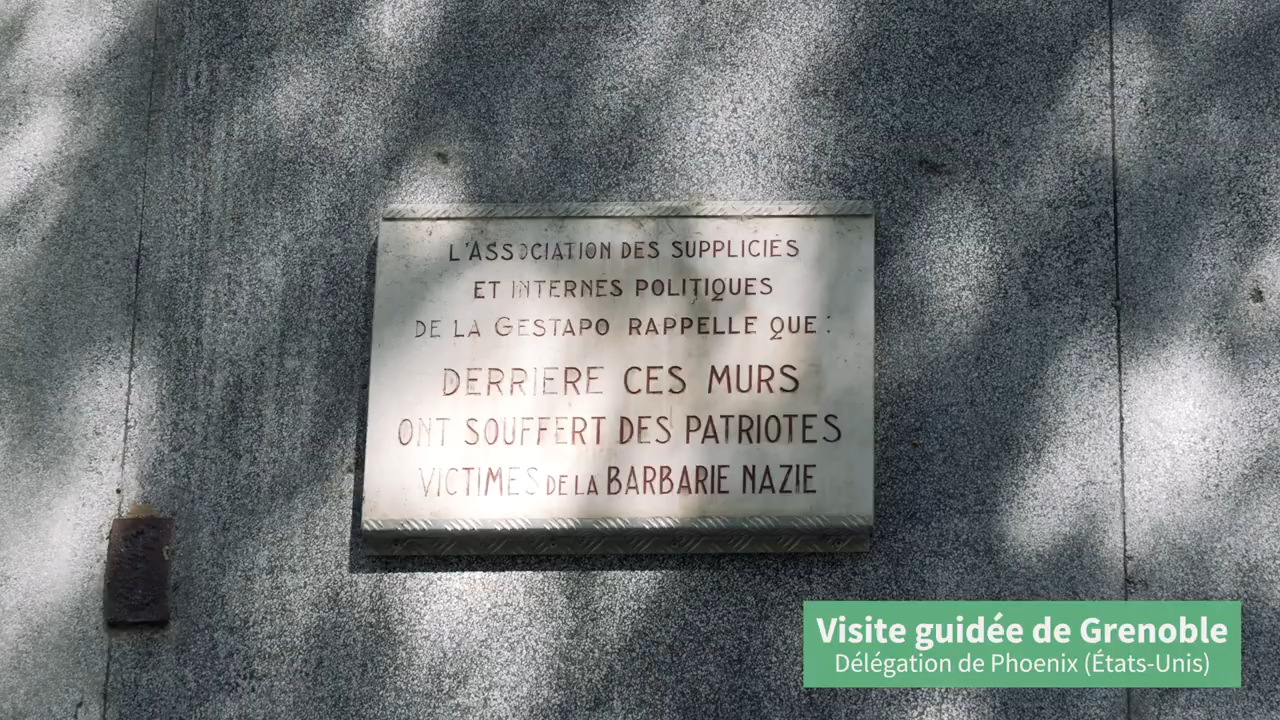 L'ASSOCIATION DES SUPPLICIÉS
ET INTERNES POLITIQUES
DE LA GESTAPO RAPPELLE QUE :
DERRIERE CES MURS
ONT SOUFFERT DES PATRIOTES
VICTIMES DE LA BARBARIE NAZIE
Visite guidée de Grenoble
Délégation de Phoenix (États-Unis)